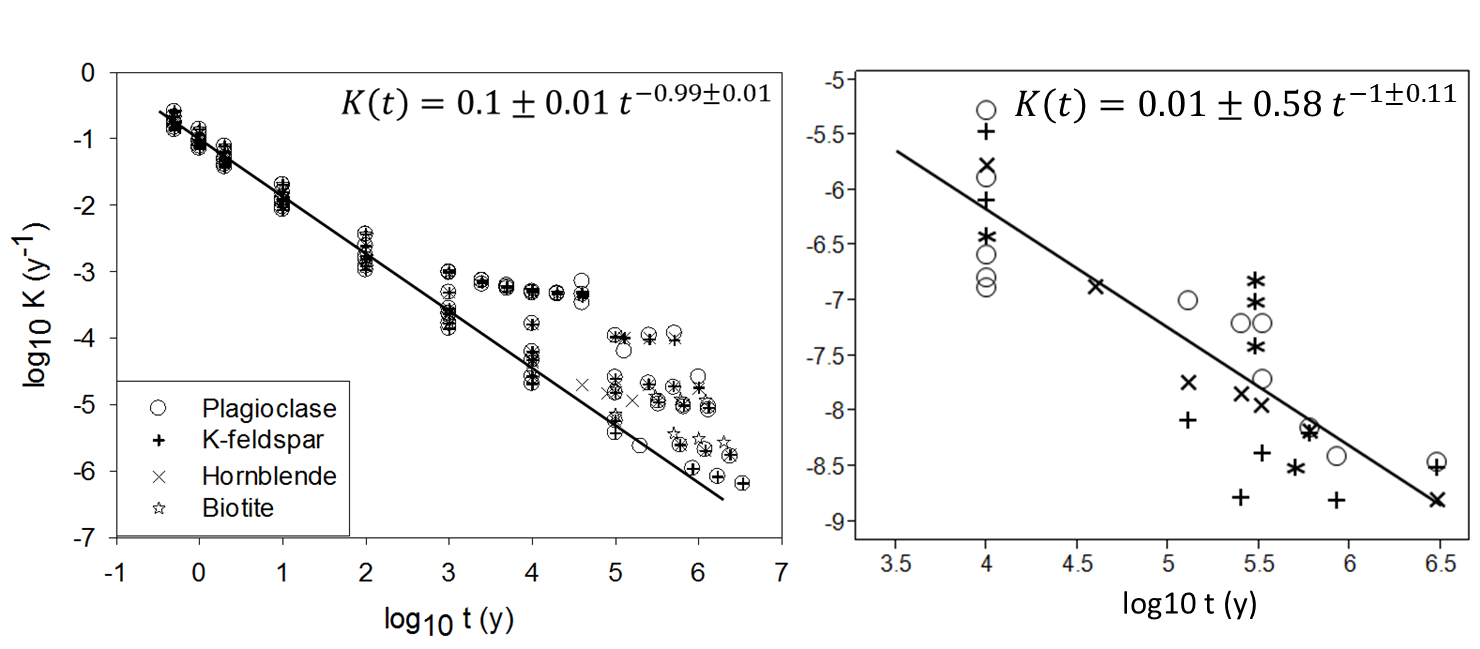 K(t) = 0.1 ± 0.01 t^−0.99±0.01
0
-1
-2
-3
-4
-5
-6
-7
log10 K (y-1)
Plagioclase
K-feldspar
Hornblende
Biotite
-1 0 1 2 3 4 5 6 7
log10 t (y)
K(t) = 0.01 ± 0.58 t^−1±0.11
-5
-5.5
-6
-6.5
-7
-7.5
-8
-8.5
-9
3.5 4 4.5 5 5.5 6 6.5
log10 t (y)